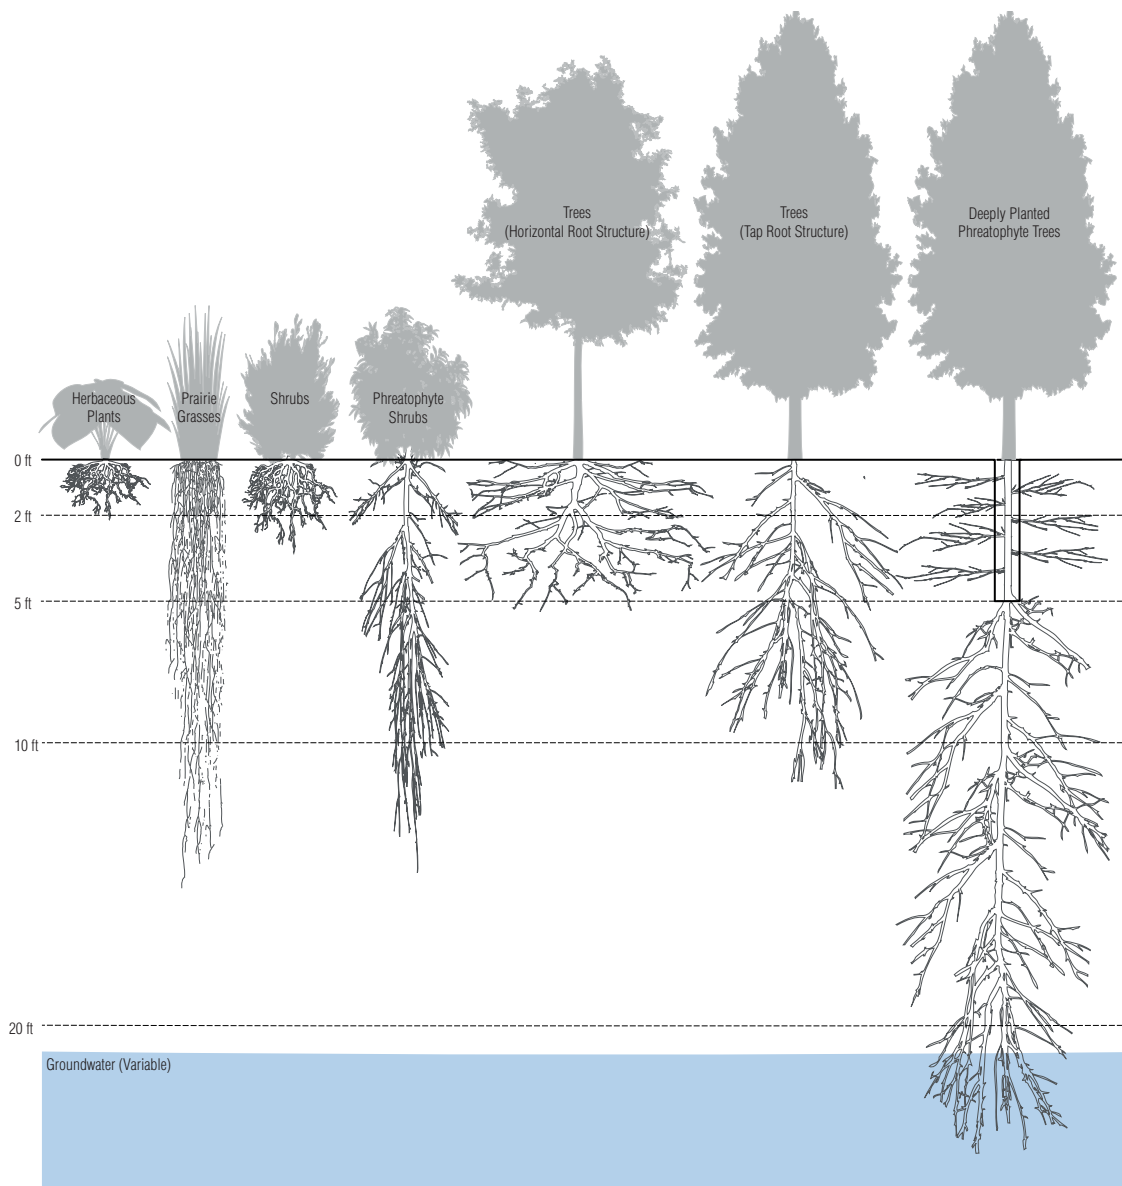 Trees
(Horizontal Root Structure)
Trees
(Tap Root Structure)
Deeply Planted
Phreatophyte Trees
Herbaceous
Plants
Prairie
Grasses
Shrubs
Phreatophyte
Shrubs
0 ft
2 ft
5 ft
10 ft
20 ft
Groundwater (Variable)